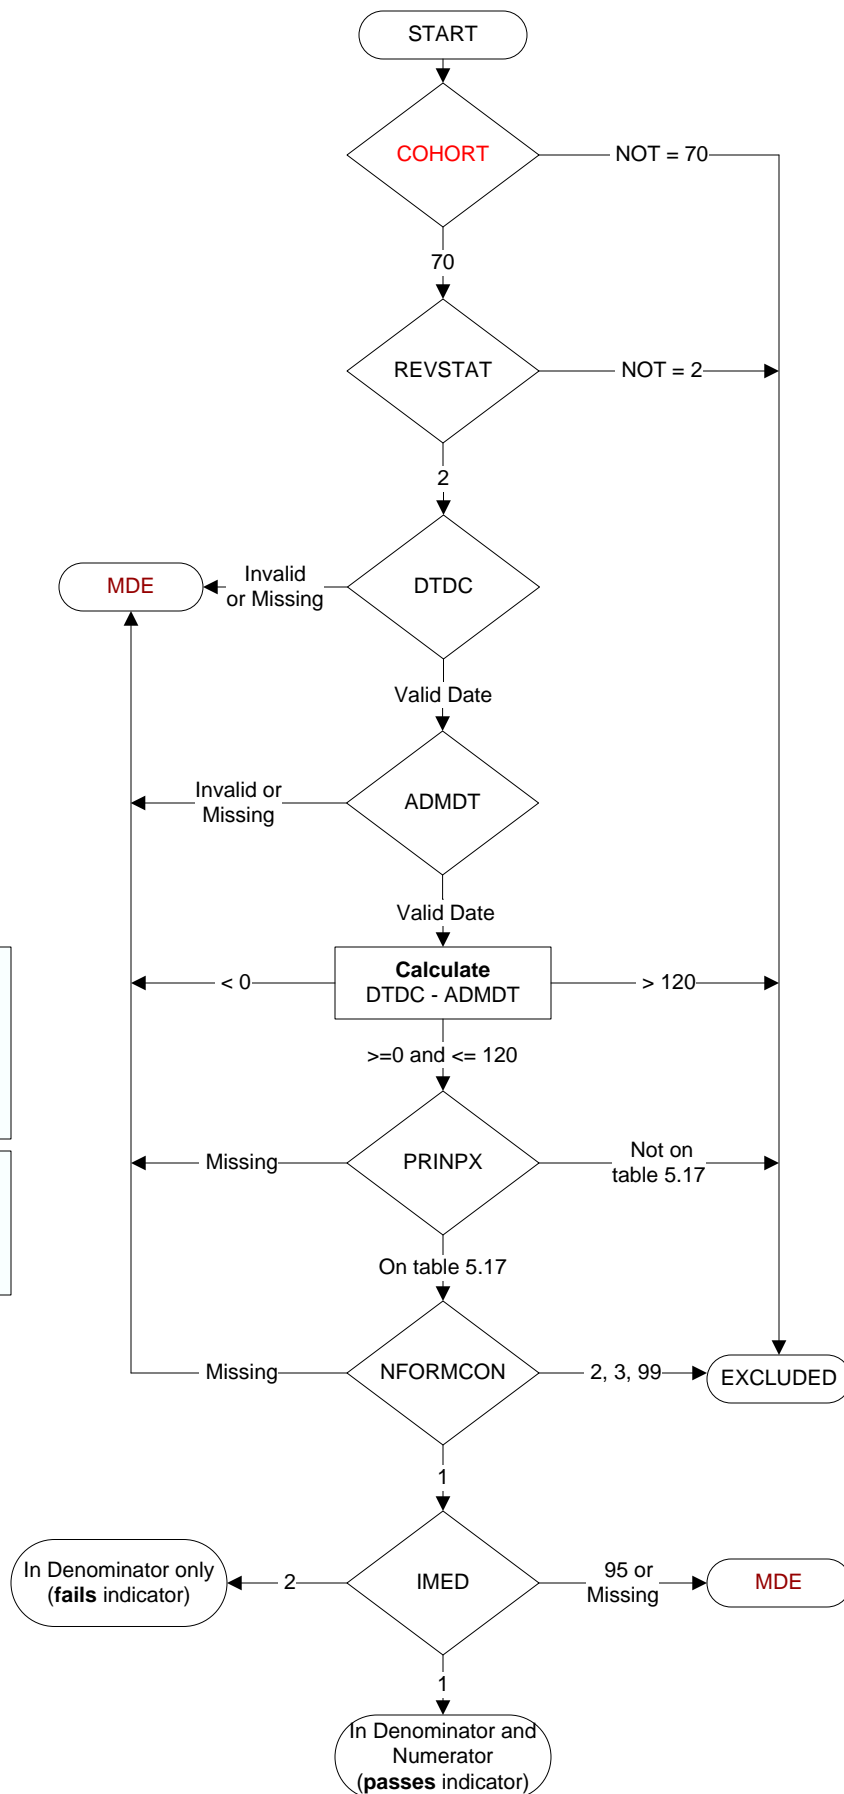 START
COHORT
NOT = 70
70
REVSTAT
NOT = 2
2
MDE
Invalid
or Missing
DTDC
Valid Date
Invalid or
Missing
ADMDT
Valid Date
< 0
Calculate
DTDC - ADMDT
> 120
>=0 and <= 120
Missing
PRINPX
Not on
table 5.17
On table 5.17
Missing
NFORMCON
2, 3, 99
EXCLUDED
1
In Denominator only
(fails indicator)
2
IMED
95 or
Missing
MDE
1
In Denominator and
Numerator
(passes indicator)